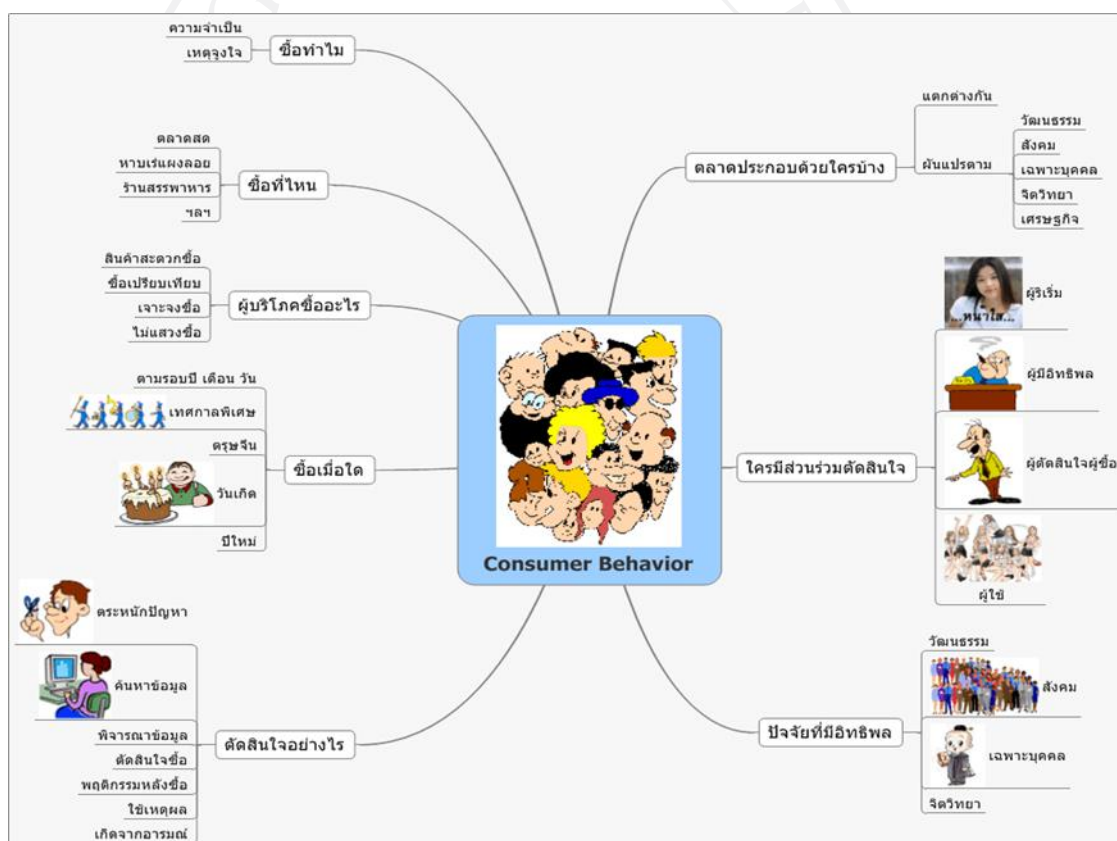 ความจำเป็น
เหตุจูงใจ
ซื้อทำไม
ตลาดสด
หาบเร่แผงลอย
ร้านสรรพาหาร
ฯลฯ
ซื้อที่ไหน
สินค้าสะดวกซื้อ
ซื้อเปรียบเทียบ
เจาะจงซื้อ
ไม่แสวงซื้อ
ผู้บริโภคซื้ออะไร
ตามรอบปี เดือน วัน
เทศกาลพิเศษ
ตรุษจีน
วันเกิด
ปีใหม่
ซื้อเมื่อใด
ตระหนักปัญหา
ค้นหาข้อมูล
พิจารณาข้อมูล
ตัดสินใจซื้อ
พฤติกรรมหลังซื้อ
ใช้เหตุผล
เกิดจากอารมณ์
ตัดสินใจอย่างไร
Consumer Behavior
ตลาดประกอบด้วยใครบ้าง
แตกต่างกัน
ผันแปรตาม
วัฒนธรรม
สังคม
เฉพาะบุคคล
จิตวิทยา
เศรษฐกิจ
ใครมีส่วนร่วมตัดสินใจ
...หน้าใส...
ผู้ริเริ่ม
ผู้มีอิทธิพล
ผู้ตัดสินใจผู้ซื้อ
ผู้ใช้
ปัจจัยที่มีอิทธิพล
วัฒนธรรม
สังคม
เฉพาะบุคคล
จิตวิทยา